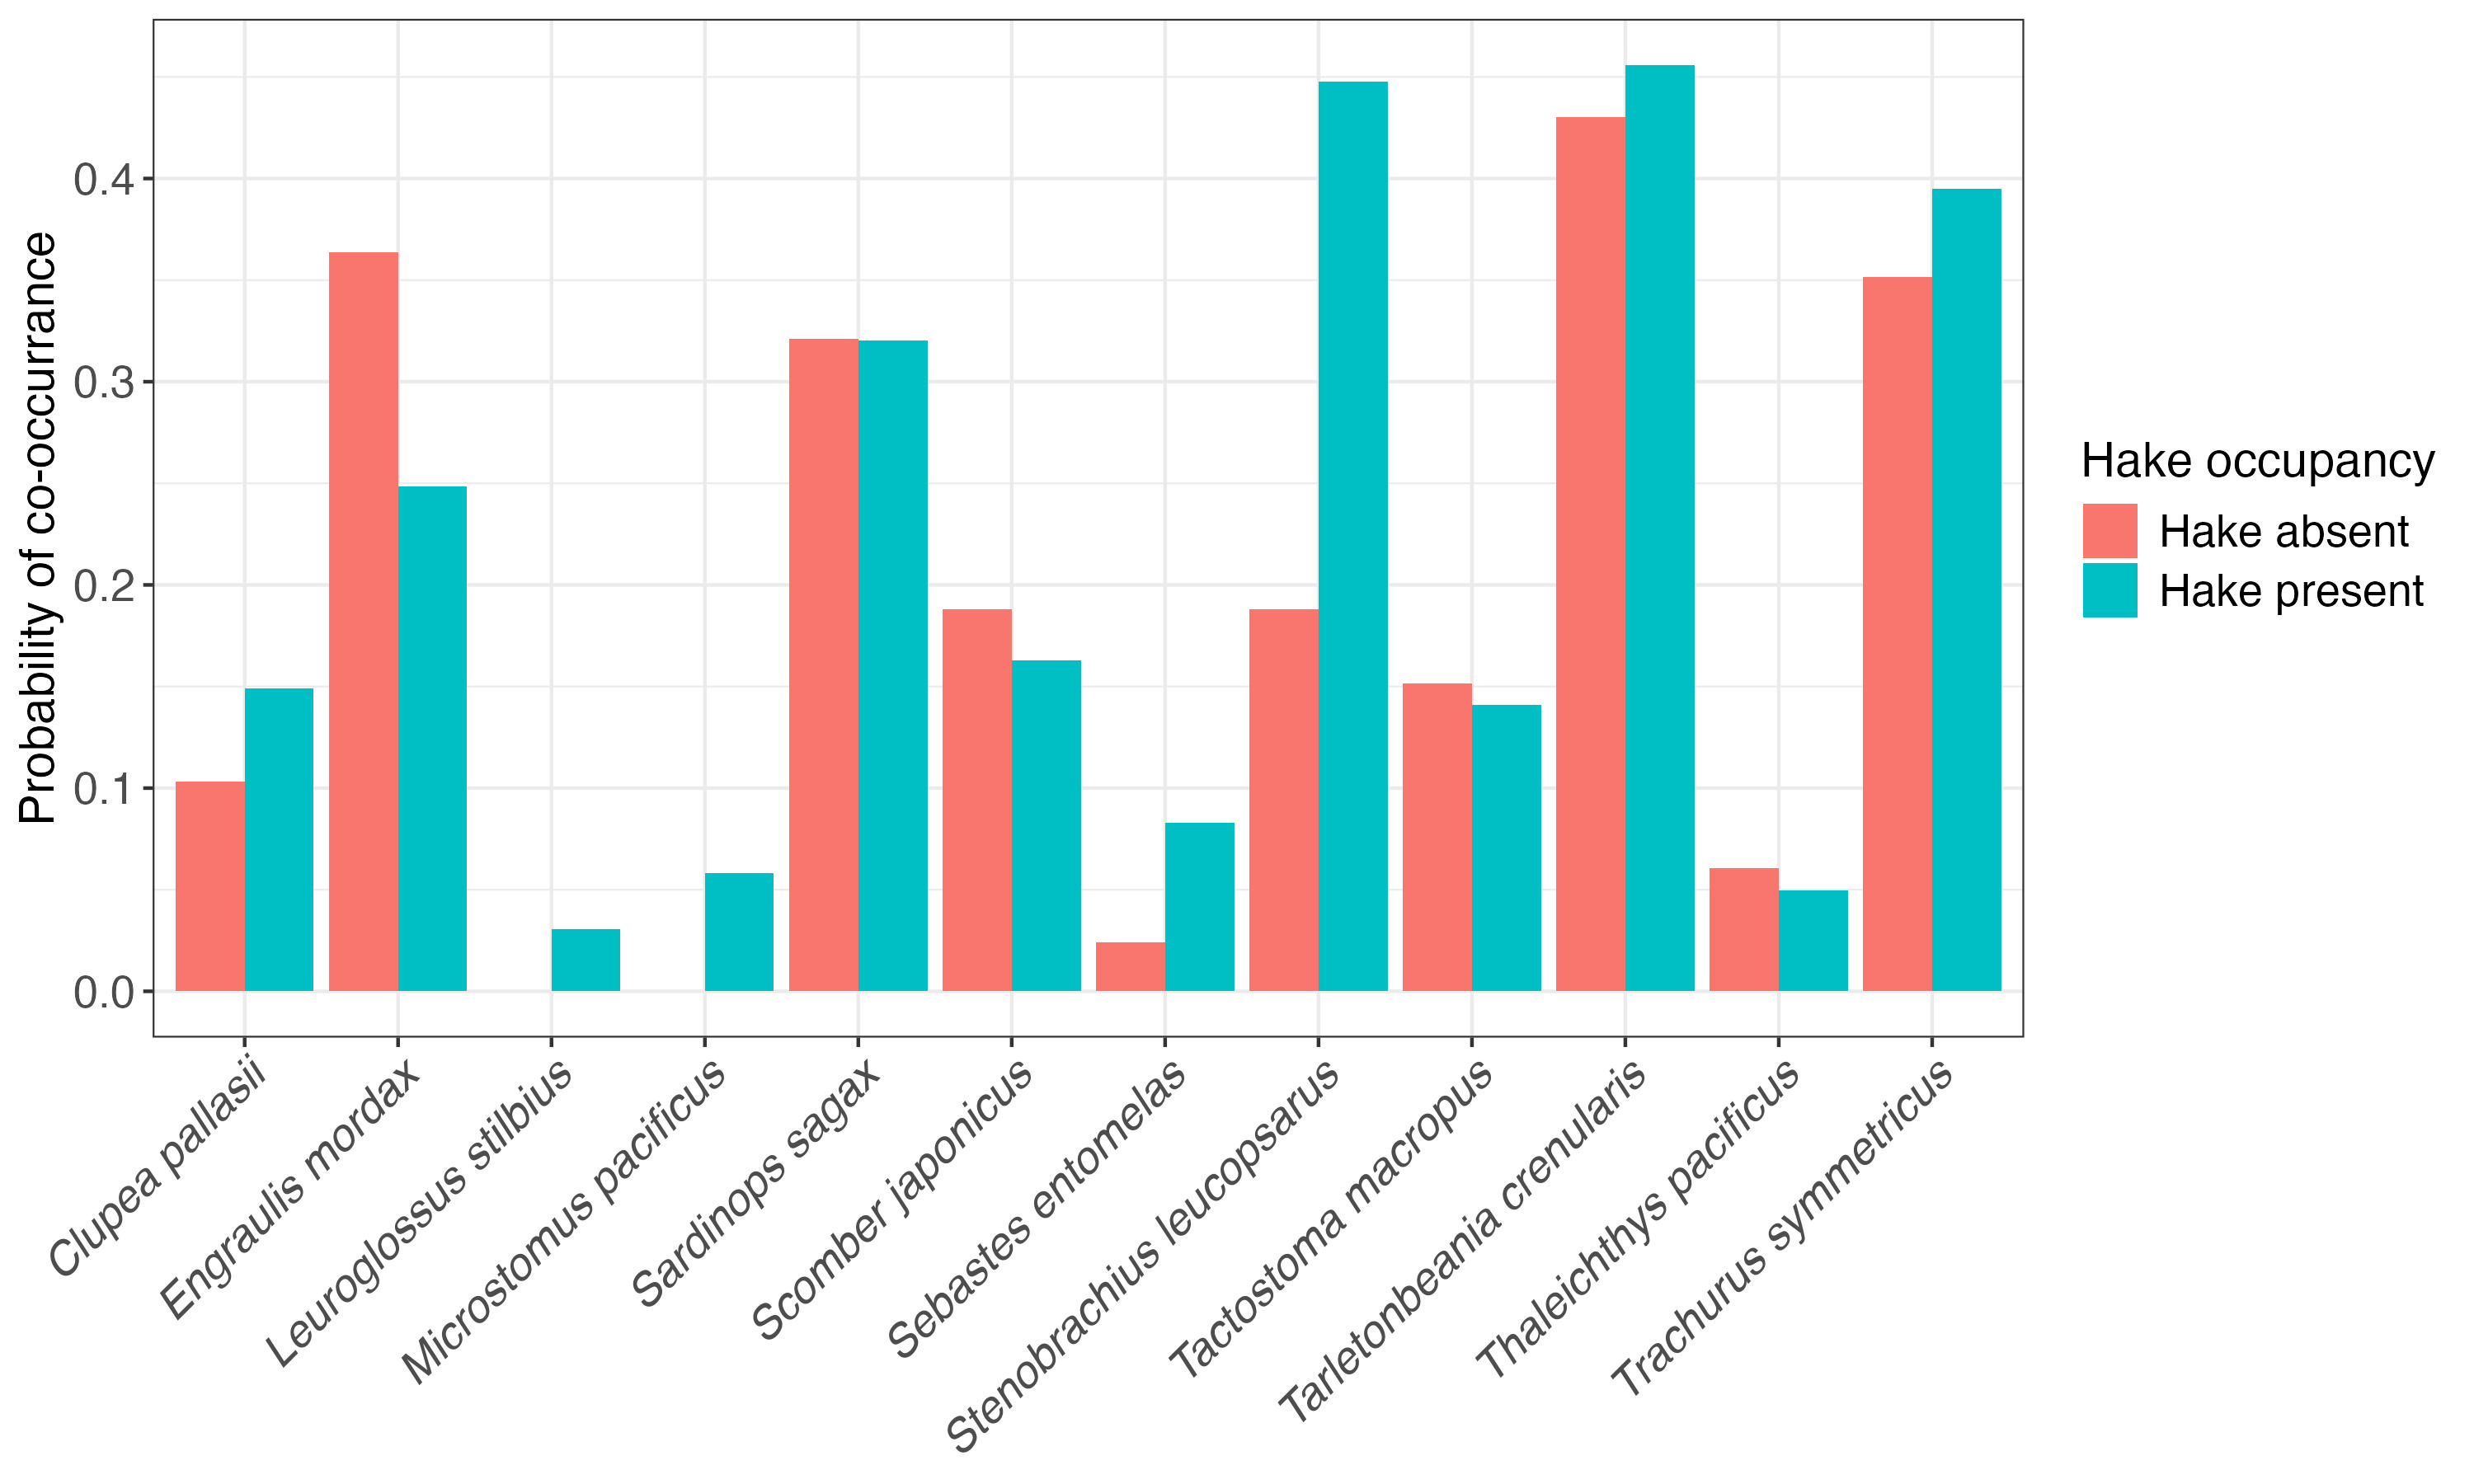 Probability of co-occurrance
0.4
0.3
0.2
0.1
0.0
Clupea pallasii
Engraulis mordax
Leuroglossus stilbius
Microstomus pacificus
Sardinops sagax
Scomber japonicus
Sebastes entomelas
Stenobrachius leucopsarus
Tactostoma macropus
Tarletonbeania crenularis
Thaleichthys pacificus
Trachurus symmetricus
Hake occupancy
Hake absent
Hake present